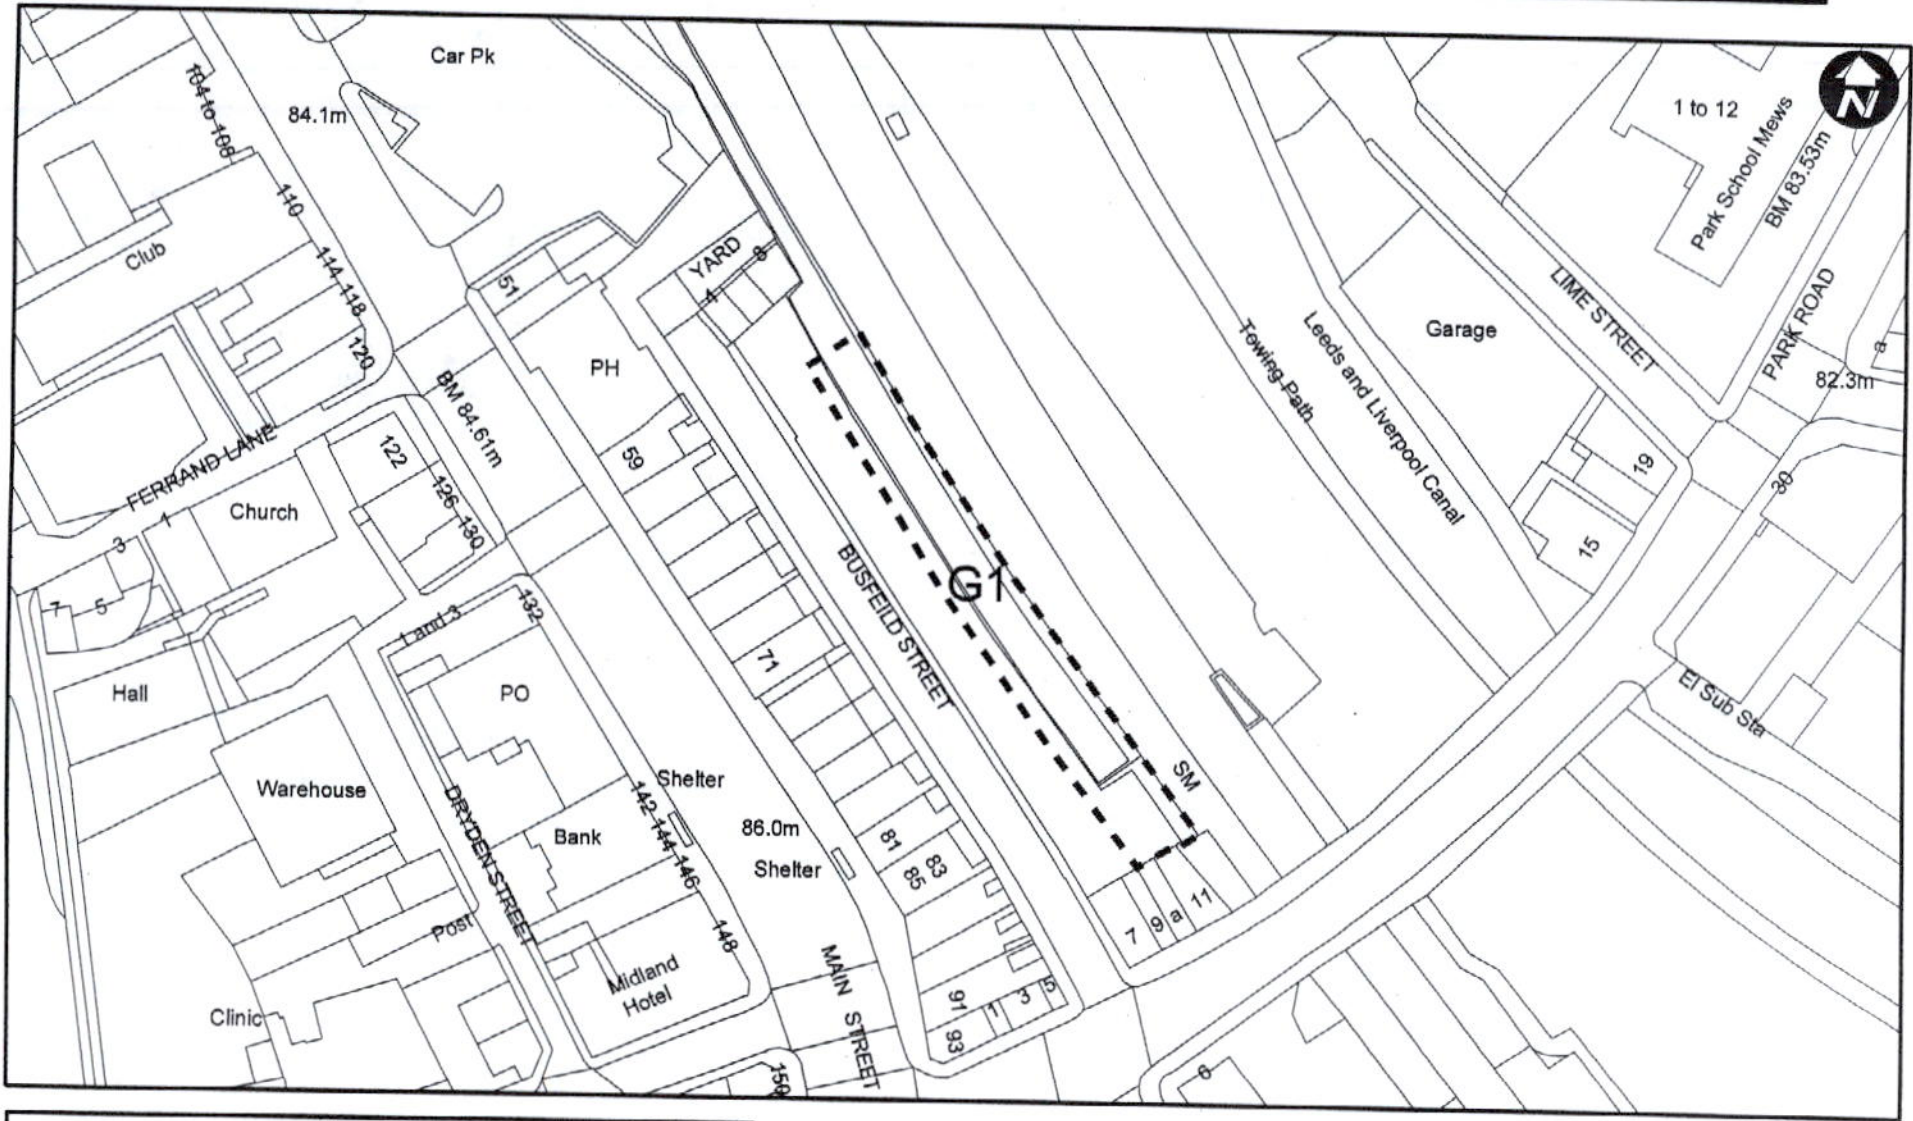 Car Pk
N
84.1m
1 to 12
Park School Mews
BM 83.53m
104 to 108
110
Club
114
118
120
YARD
8
51
LIME STREET
PARK ROAD
a
82.3m
Garage
Towing Path
Leeds and Liverpool Canal
PH
BM 84.61m
FERRAND LANE
122
126
130
59
19
30
15
Church
1
3
5
7
BUSFEILD STREET
G1
1 and 3
132
71
Hall
PO
El Sub Sta
Warehouse
DRYDEN STREET
Shelter
142
144
146
SM
86.0m
Bank
Shelter
81
83
85
Post
148
7
9
a
11
MAIN STREET
Midland
Hotel
Clinic
91
93
1
3
5
150
6